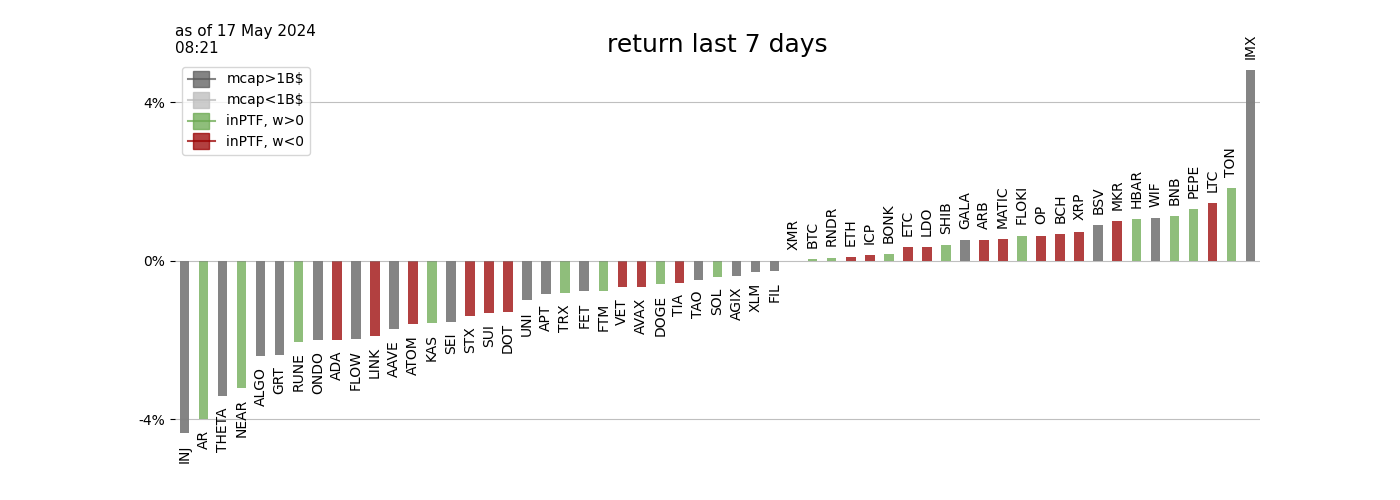 as of 17 May 2024
08:21
return last 7 days
mcap>1B$
mcap<1B$
inPTF, w>0
inPTF, w<0
4%
0%
-4%
INJ
AR
THETA
NEAR
ALGO
GRT
RUNE
ONDO
ADA
FLOW
LINK
AAVE
ATOM
KAS
SEI
STX
SUI
DOT
UNI
APT
TRX
FET
FTM
VET
AVAX
DOGE
TIA
TAO
SOL
AGIX
XLM
FIL
XMR
BTC
RNDR
ETH
ICP
BONK
ETC
LDO
SHIB
GALA
ARB
MATIC
FLOKI
OP
BCH
XRP
BSV
MKR
HBAR
WIF
BNB
PEPE
LTC
TON
IMX